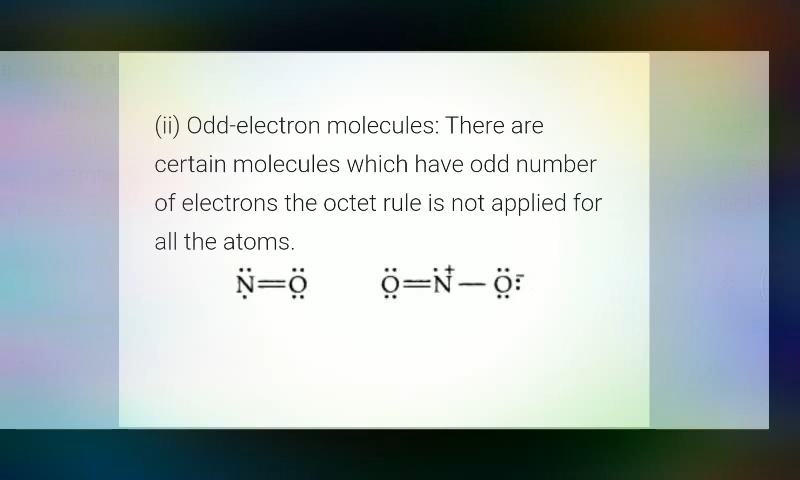 (ii) Odd-electron molecules: There are
certain molecules which have odd number
of electrons the octet rule is not applied for
all the atoms.
N=O O=N⁺—O⁻